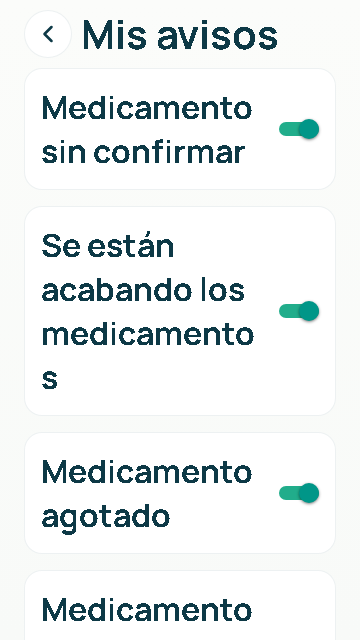 Mis avisos
Medicamento
sin confirmar
Se están
acabando los
medicamento
s
Medicamento
agotado
Medicamento